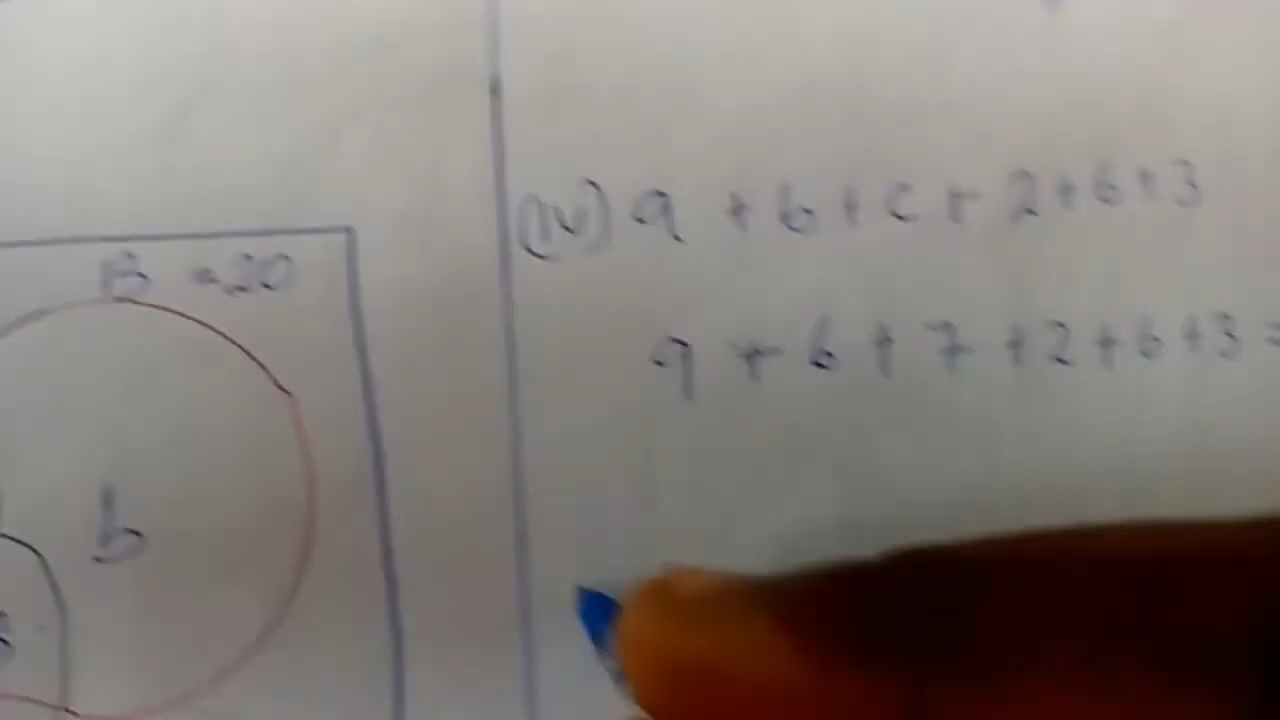 B = 20
b
(iv) a + b + c + 2 + 6 + 3
9 + 6 + 7 + 2 + 6 + 3 =